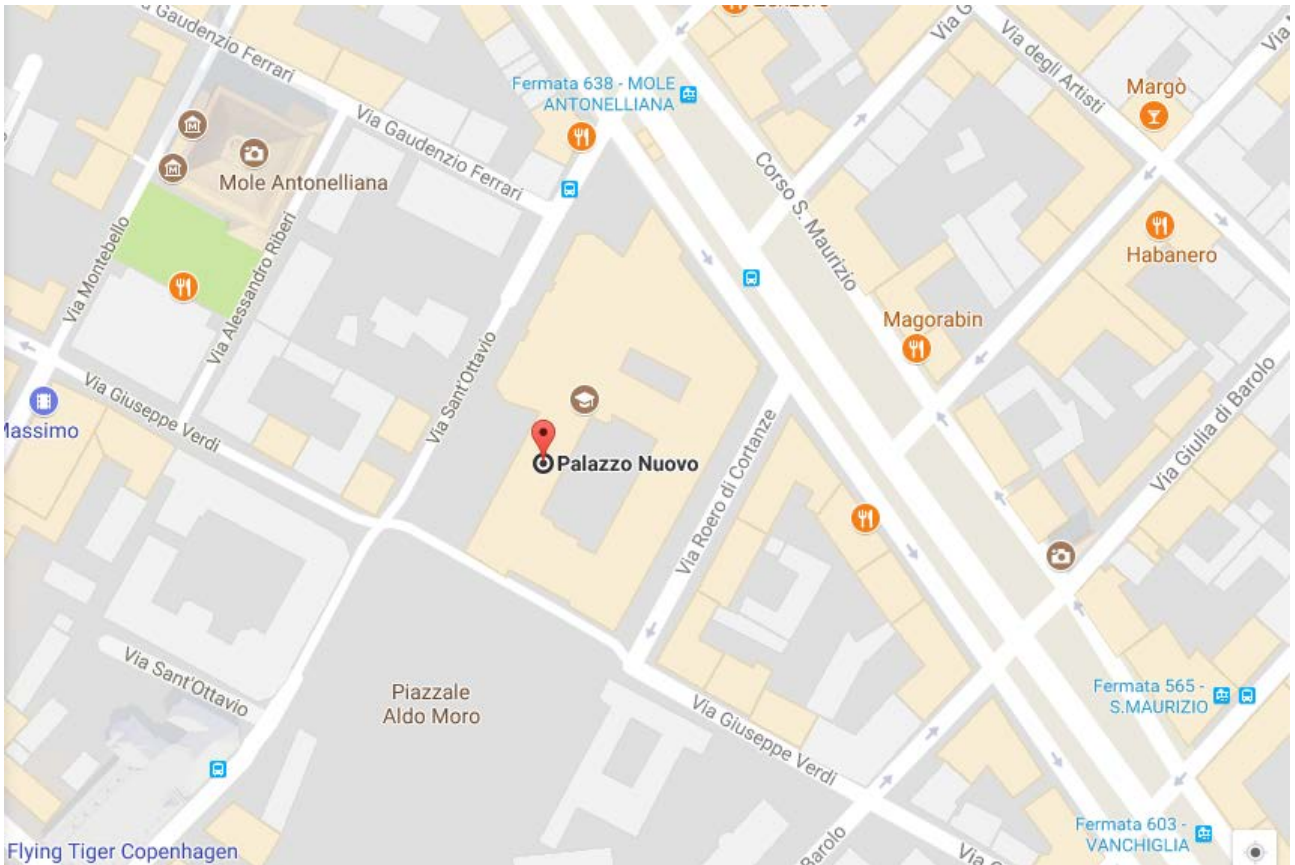 Gaudenzio Ferrari
Via degli Artisti
Fermata 638 - MOLE
ANTONELLIANA
Margò
Via Gaudenzio Ferrari
Mole Antonelliana
Corso S. Maurizio
Habanero
Via Montebello
Via Alessandro Riberi
Magorabin
Via Sant'Ottavio
Via Giuseppe Verdi
Massimo
Via Giulia di Barolo
Palazzo Nuovo
Via Roero di Cortanze
Via Sant'Ottavio
Piazzale
Aldo Moro
Fermata 565 -
S.MAURIZIO
Via Giuseppe Verdi
Fermata 603 -
VANCHIGLIA
Barolo
Flying Tiger Copenhagen